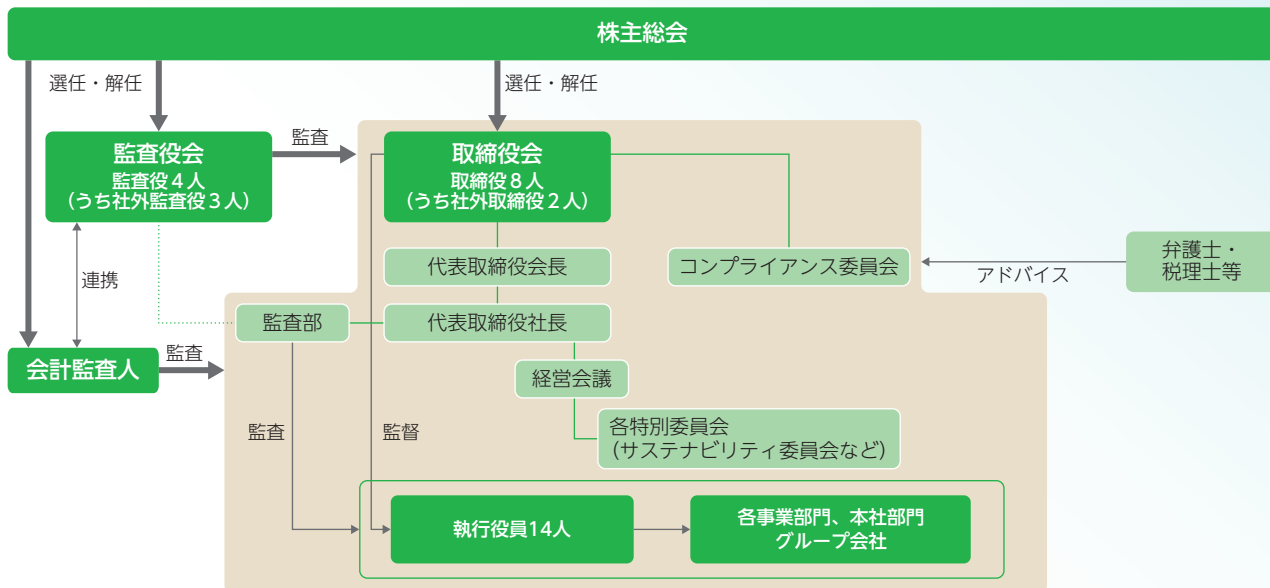 株主総会
選任・解任
選任・解任
監査役会
監査役4人
（うち社外監査役3人）
監査
取締役会
取締役8人
（うち社外取締役2人）
連携
代表取締役会長
コンプライアンス委員会
アドバイス
弁護士・
税理士等
監査部
代表取締役社長
会計監査人
監査
経営会議
監査
監督
各特別委員会
（サステナビリティ委員会など）
執行役員14人
各事業部門、本社部門
グループ会社